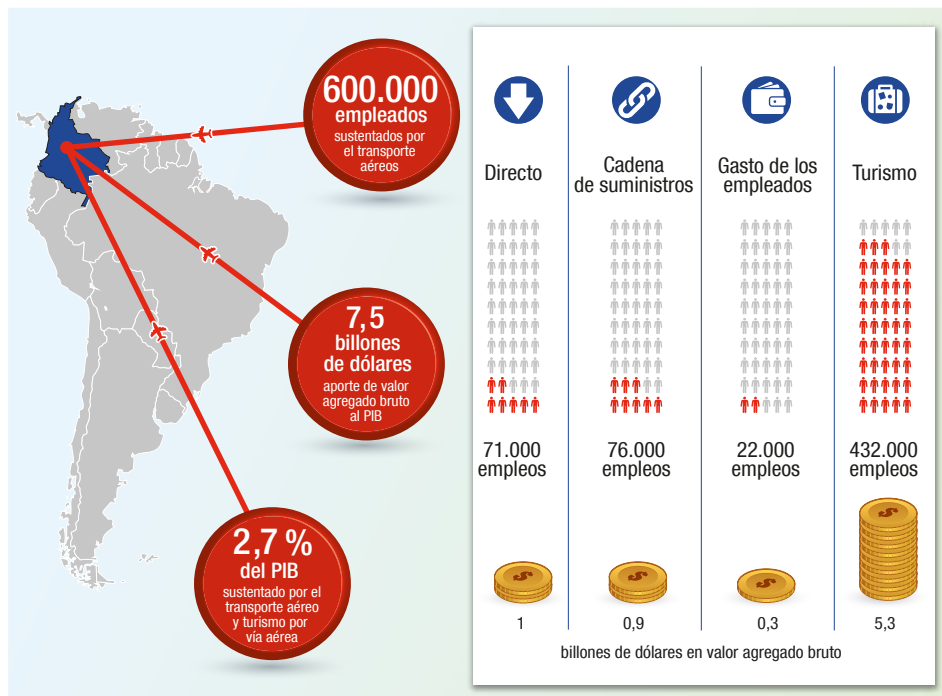 600.000
empleados
sustentados por
el transporte
aéreos
7,5
billones
de dólares
aporte de valor
agregado bruto
al PIB
2,7 %
del PIB
sustentado por el
transporte aéreo
y turismo por
vía aérea
Directo
Cadena
de suministros
Gasto de los
empleados
Turismo
71.000
empleos
76.000
empleos
22.000
empleos
432.000
empleos
$
$
$
$
1
0,9
0,3
5,3
billones de dólares en valor agregado bruto